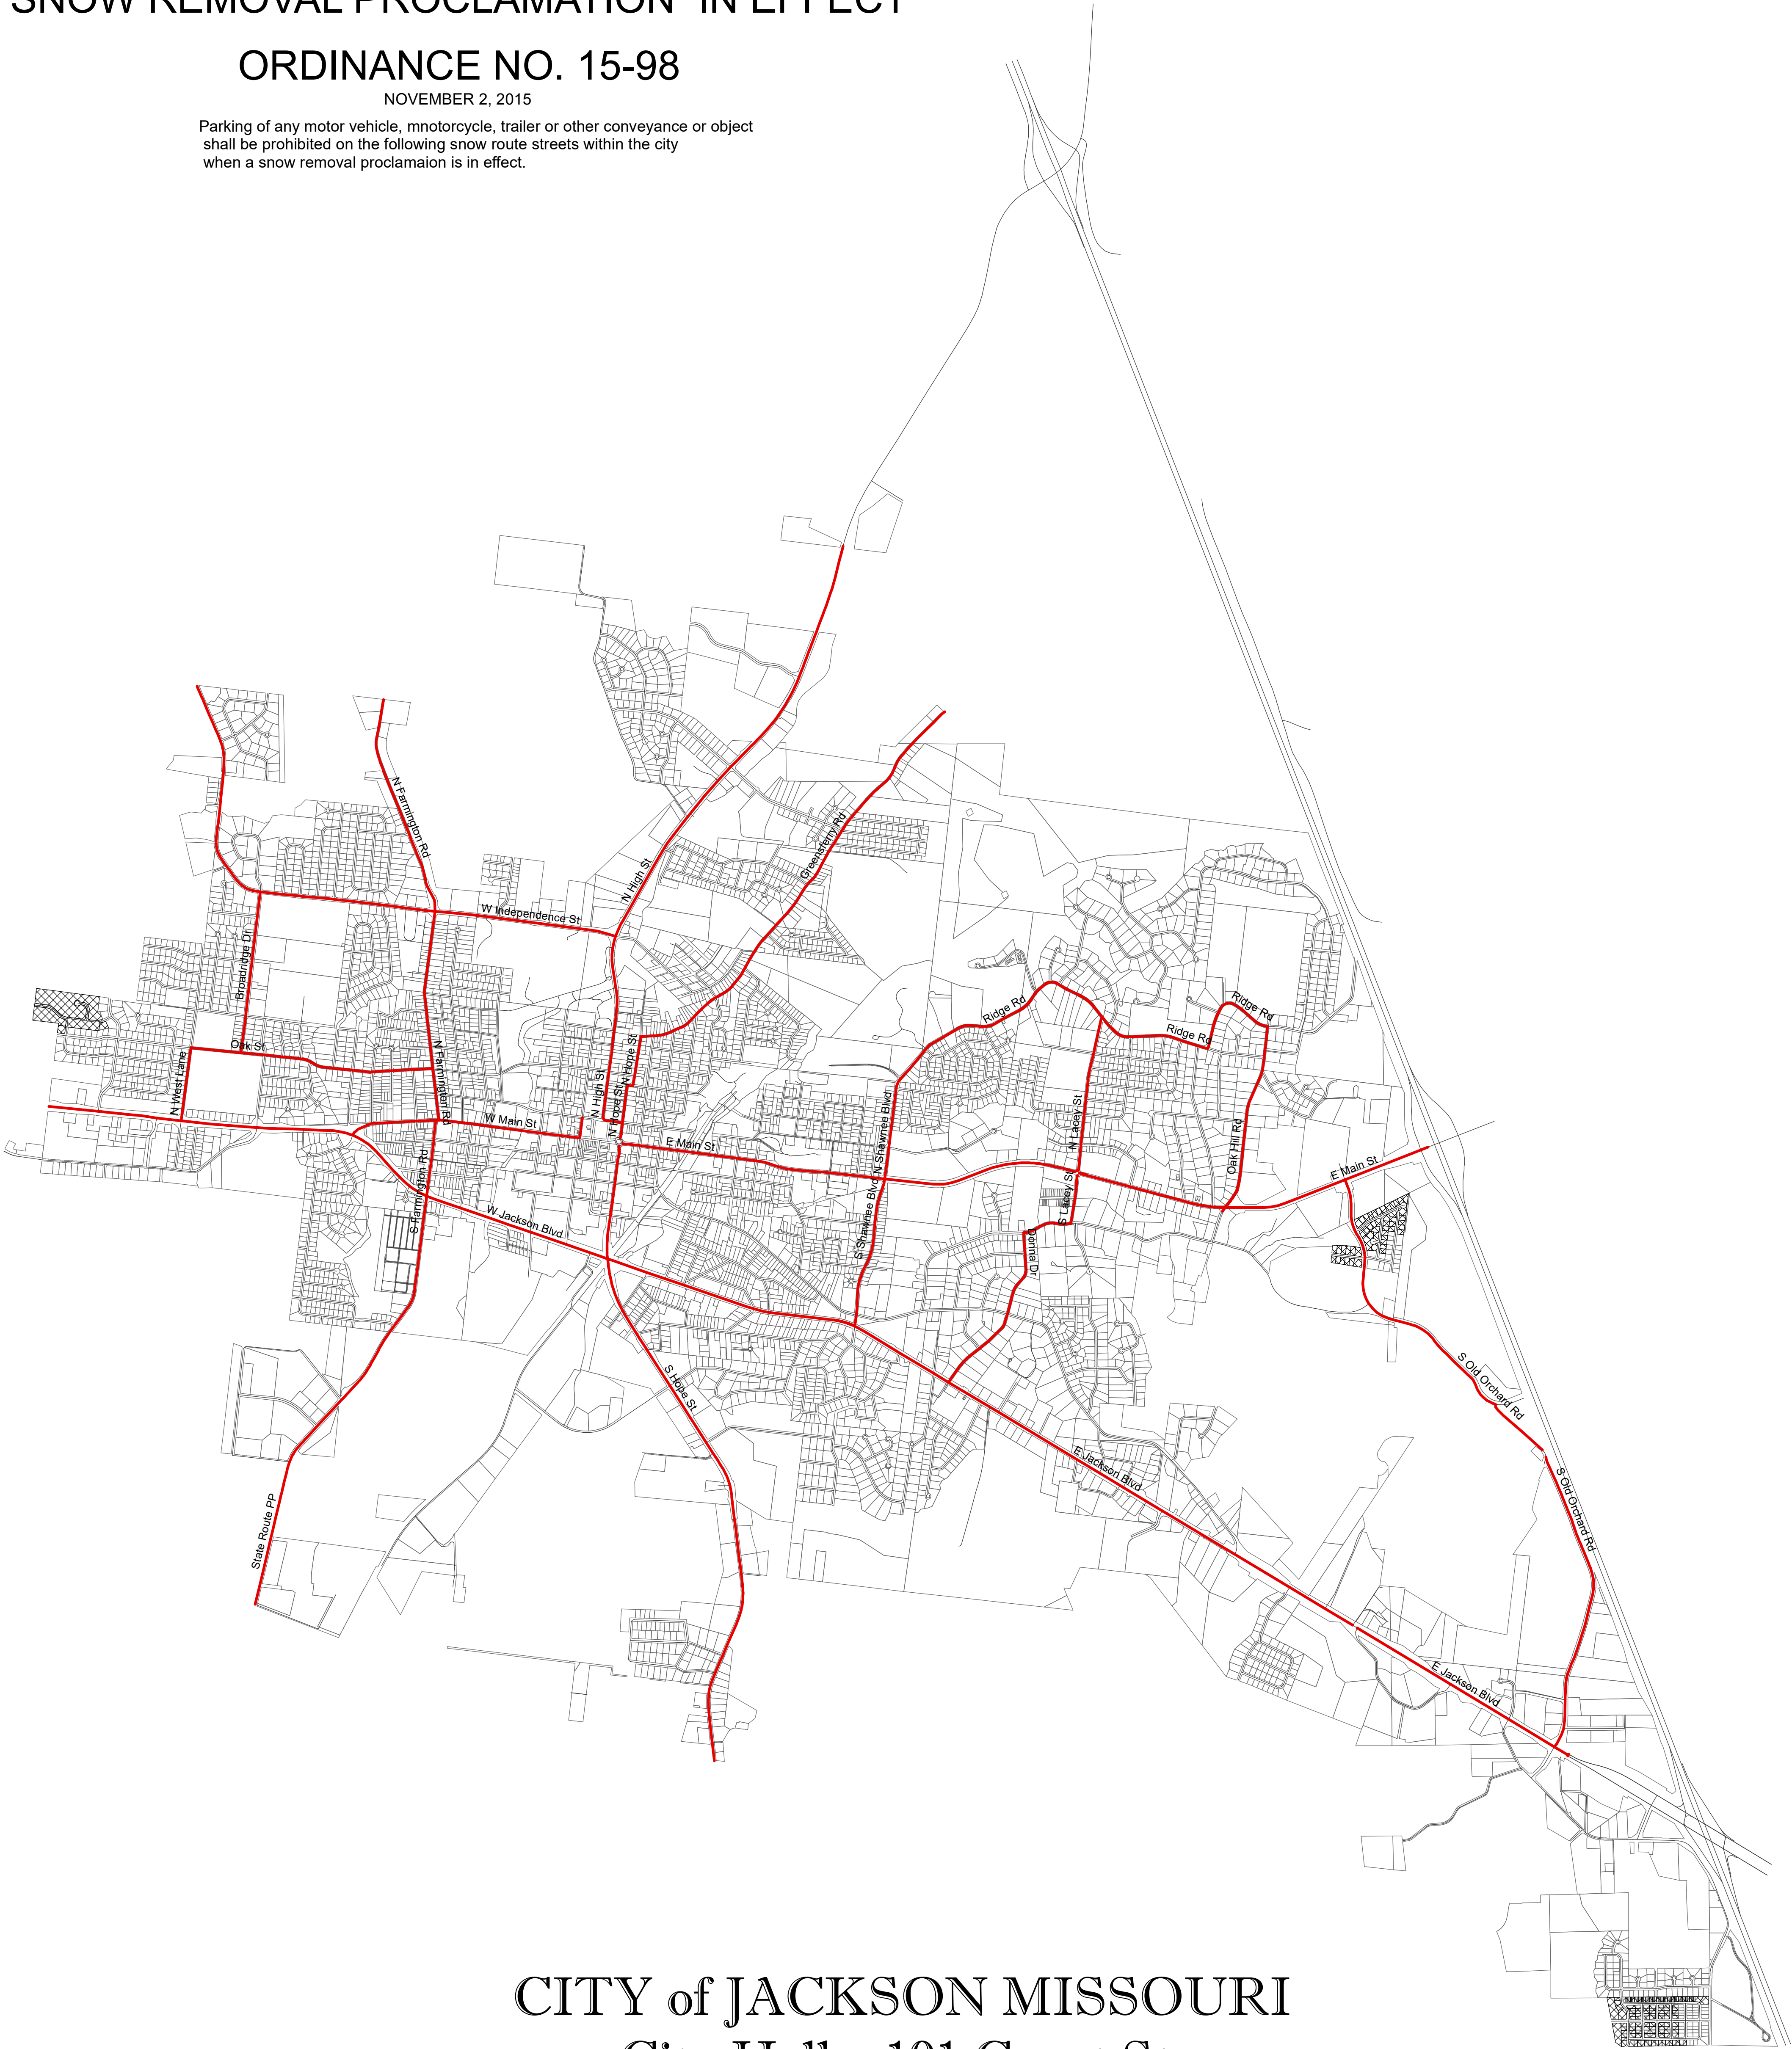 SNOW REMOVAL PROCLAMATION IN EFFECT
ORDINANCE NO. 15-98
NOVEMBER 2, 2015
Parking of any motor vehicle, mnotorcycle, trailer or other conveyance or object
shall be prohibited on the following snow route streets within the city
when a snow removal proclamaion is in effect.
N Farmington Rd
Greensferry Rd
N High St
W Independence St
Broadridge Dr
Ridge Rd
Ridge Rd
Ridge Rd
Oak St
N West Lane
N Farmington Rd
N High St
N Hope St
N Hope St
W Main St
E Main St
N Shawnee Blvd
N Lacey St
Oak Hill Rd
E Main St
S Farmington Rd
S Shawnee Blvd
S Lacey St
W Jackson Blvd
Donna Dr
S Hope St
S Old Orchard Rd
E Jackson Blvd
S Old Orchard Rd
State Route PP
E Jackson Blvd
CITY of JACKSON MISSOURI
City Hall 101 Court St